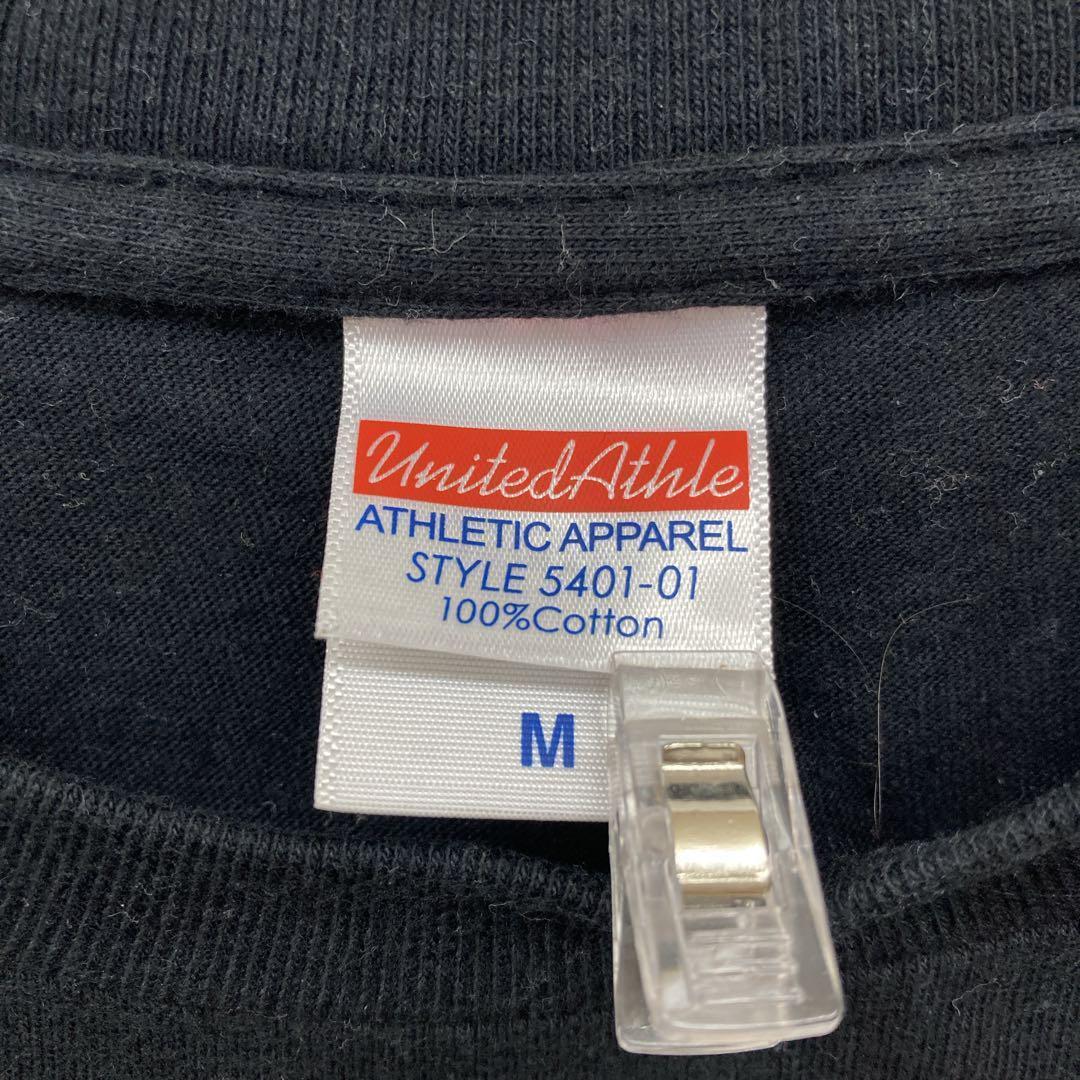 UnitedAthle
ATHLETIC APPAREL
STYLE 5401-01
100%Cotton
M